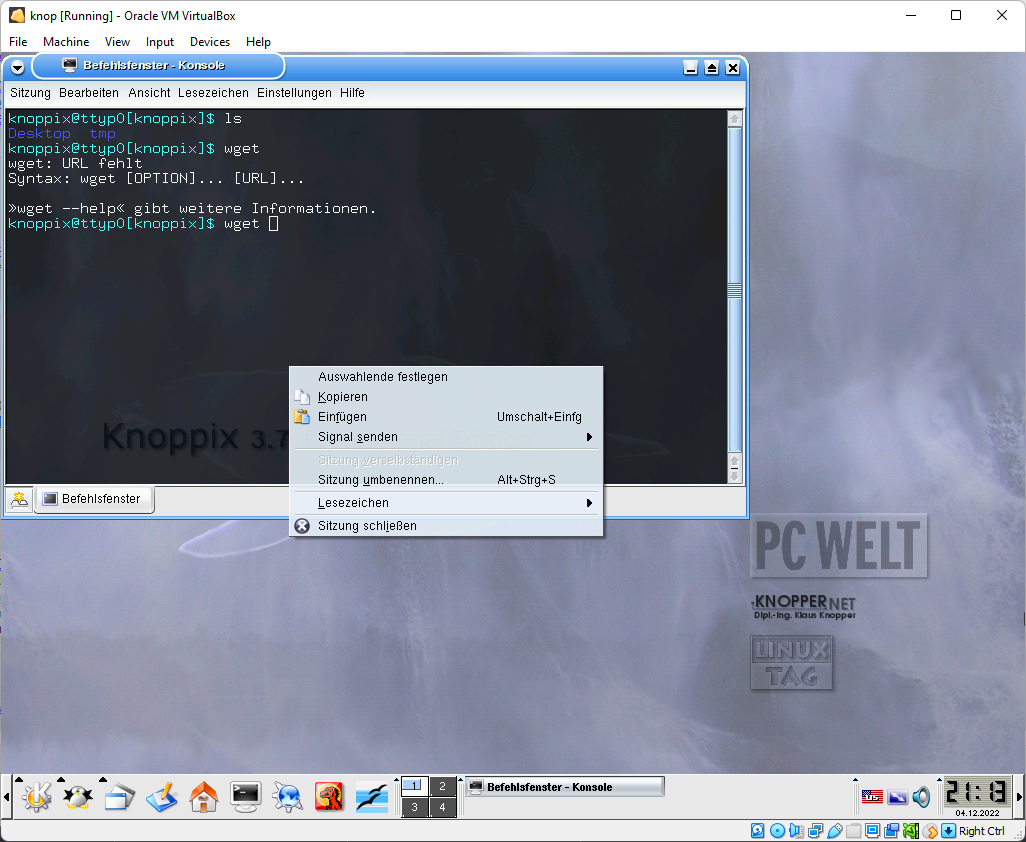 knop [Running] - Oracle VM VirtualBox
File Machine View Input Devices Help
Befehlsfenster - Konsole
Sitzung Bearbeiten Ansicht Lesezeichen Einstellungen Hilfe
knoppix@ttyp0[knoppix]$ ls
Desktop tmp
knoppix@ttyp0[knoppix]$ wget
wget: URL fehlt
Syntax: wget [OPTION]... [URL]...
»wget --help« gibt weitere Informationen.
knoppix@ttyp0[knoppix]$ wget
Auswahlende festlegen
Kopieren
Einfügen Umschalt+Einfg
Signal senden
Knoppix 3.7
Sitzung verselbständigen
Sitzung umbenennen... Alt+Strg+S
Lesezeichen
Sitzung schließen
Befehlsfenster
PC WELT
KNOPPER.NET
Dipl.-Ing. Klaus Knopper
LINUX
TAG
1 2
3 4
Befehlsfenster - Konsole
21:13
04.12.2022
Right Ctrl